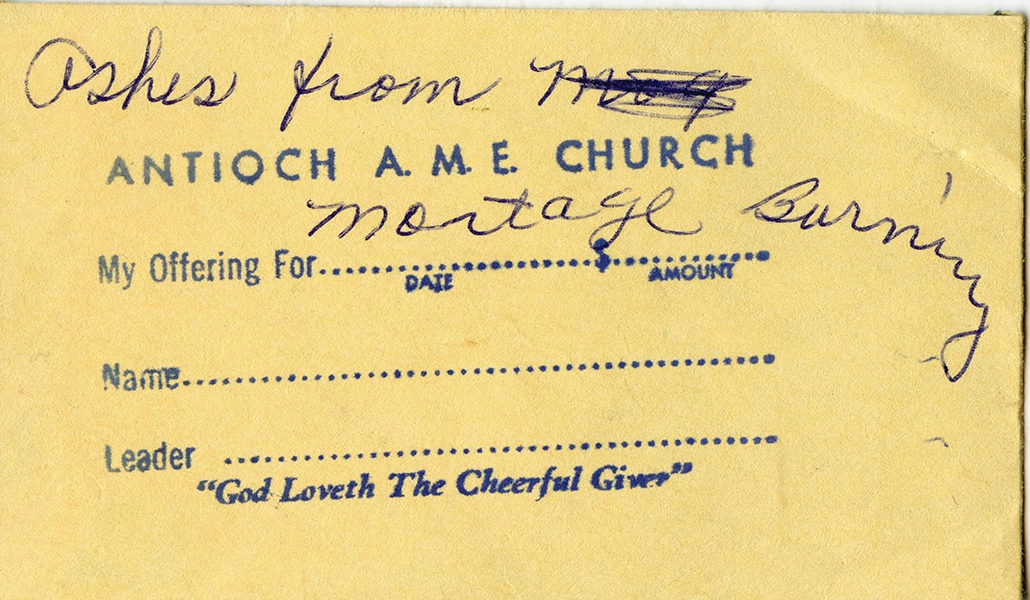 Ashes from
ANTIOCH A. M. E. CHURCH
Mortage Burning
My Offering For........................$....................
DATE AMOUNT
Name............................................................
Leader ............................................................
"God Loveth The Cheerful Giver"